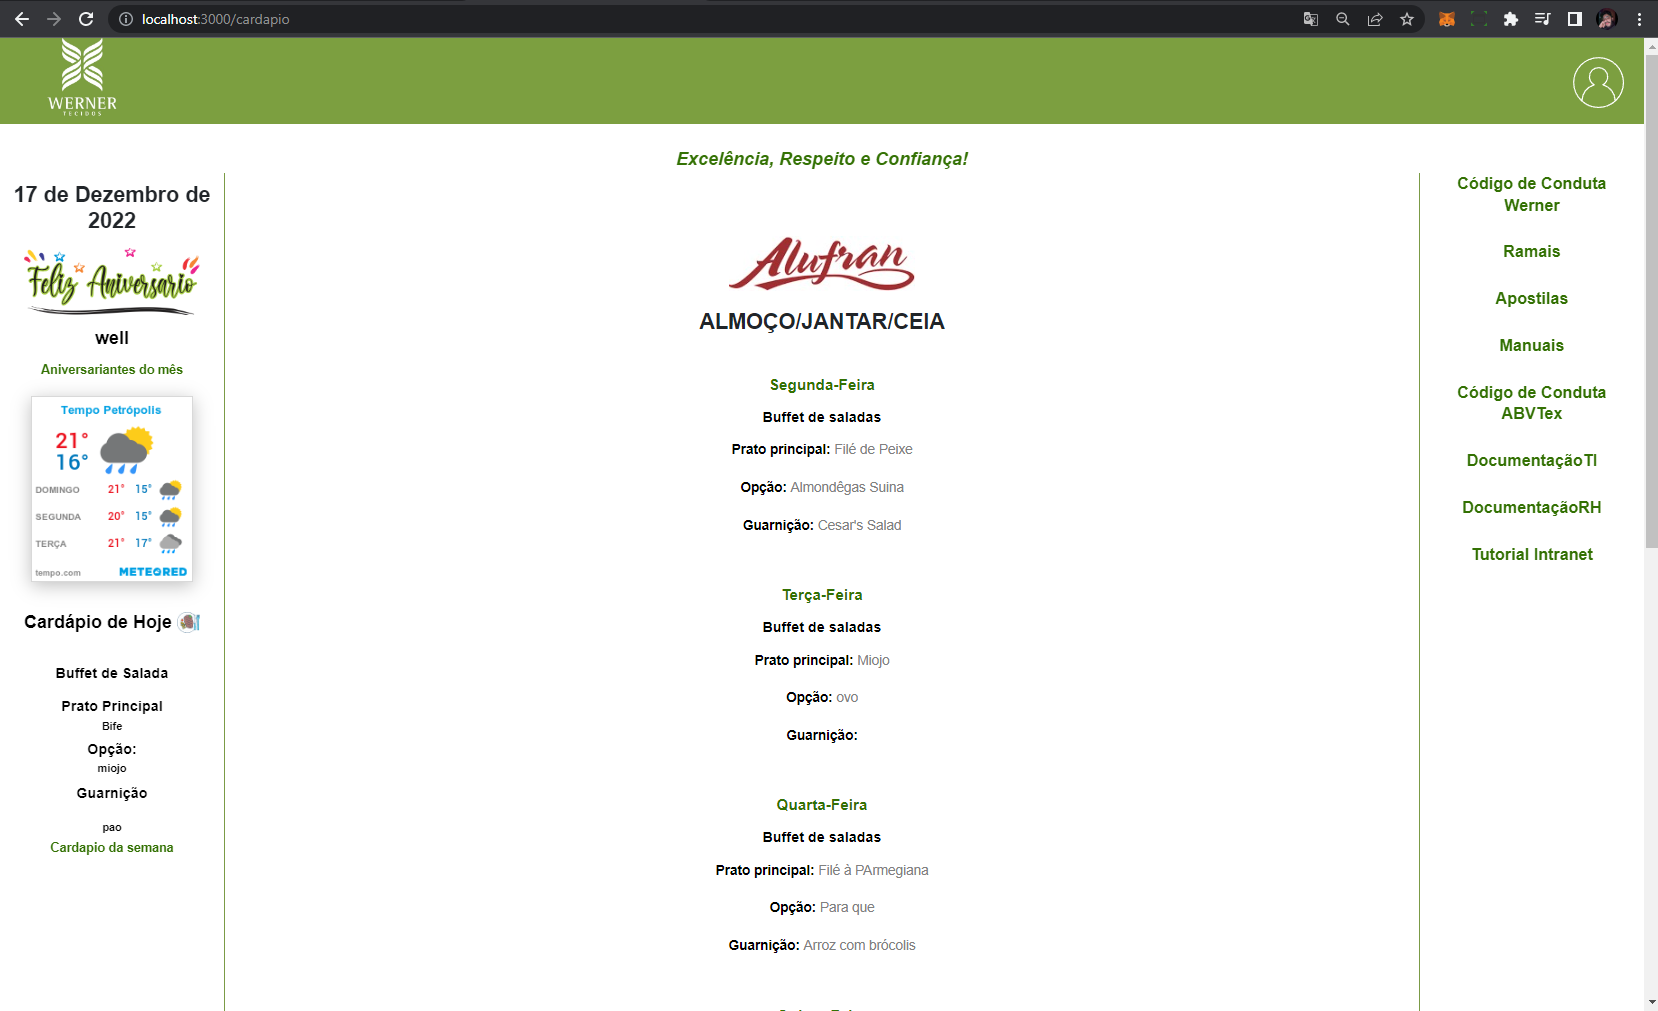 localhost:3000/cardapio
WERNER
TECIDOS
Excelência, Respeito e Confiança!
17 de Dezembro de
2022
Feliz Aniversario
well
Aniversariantes do mês
Tempo Petrópolis
21°
16°
DOMINGO 21° 15°
SEGUNDA 20° 15°
TERÇA 21° 17°
tempo.com METEORED
Cardápio de Hoje
Buffet de Salada
Prato Principal
Bife
Opção:
miojo
Guarnição
pao
Cardapio da semana
Alufran
ALMOÇO/JANTAR/CEIA
Segunda-Feira
Buffet de saladas
Prato principal: Filé de Peixe
Opção: Almondêgas Suina
Guarnição: Cesar's Salad
Terça-Feira
Buffet de saladas
Prato principal: Miojo
Opção: ovo
Guarnição:
Quarta-Feira
Buffet de saladas
Prato principal: Filé à PArmegiana
Opção: Para que
Guarnição: Arroz com brócolis
Código de Conduta
Werner
Ramais
Apostilas
Manuais
Código de Conduta
ABVTex
DocumentaçãoTI
DocumentaçãoRH
Tutorial Intranet